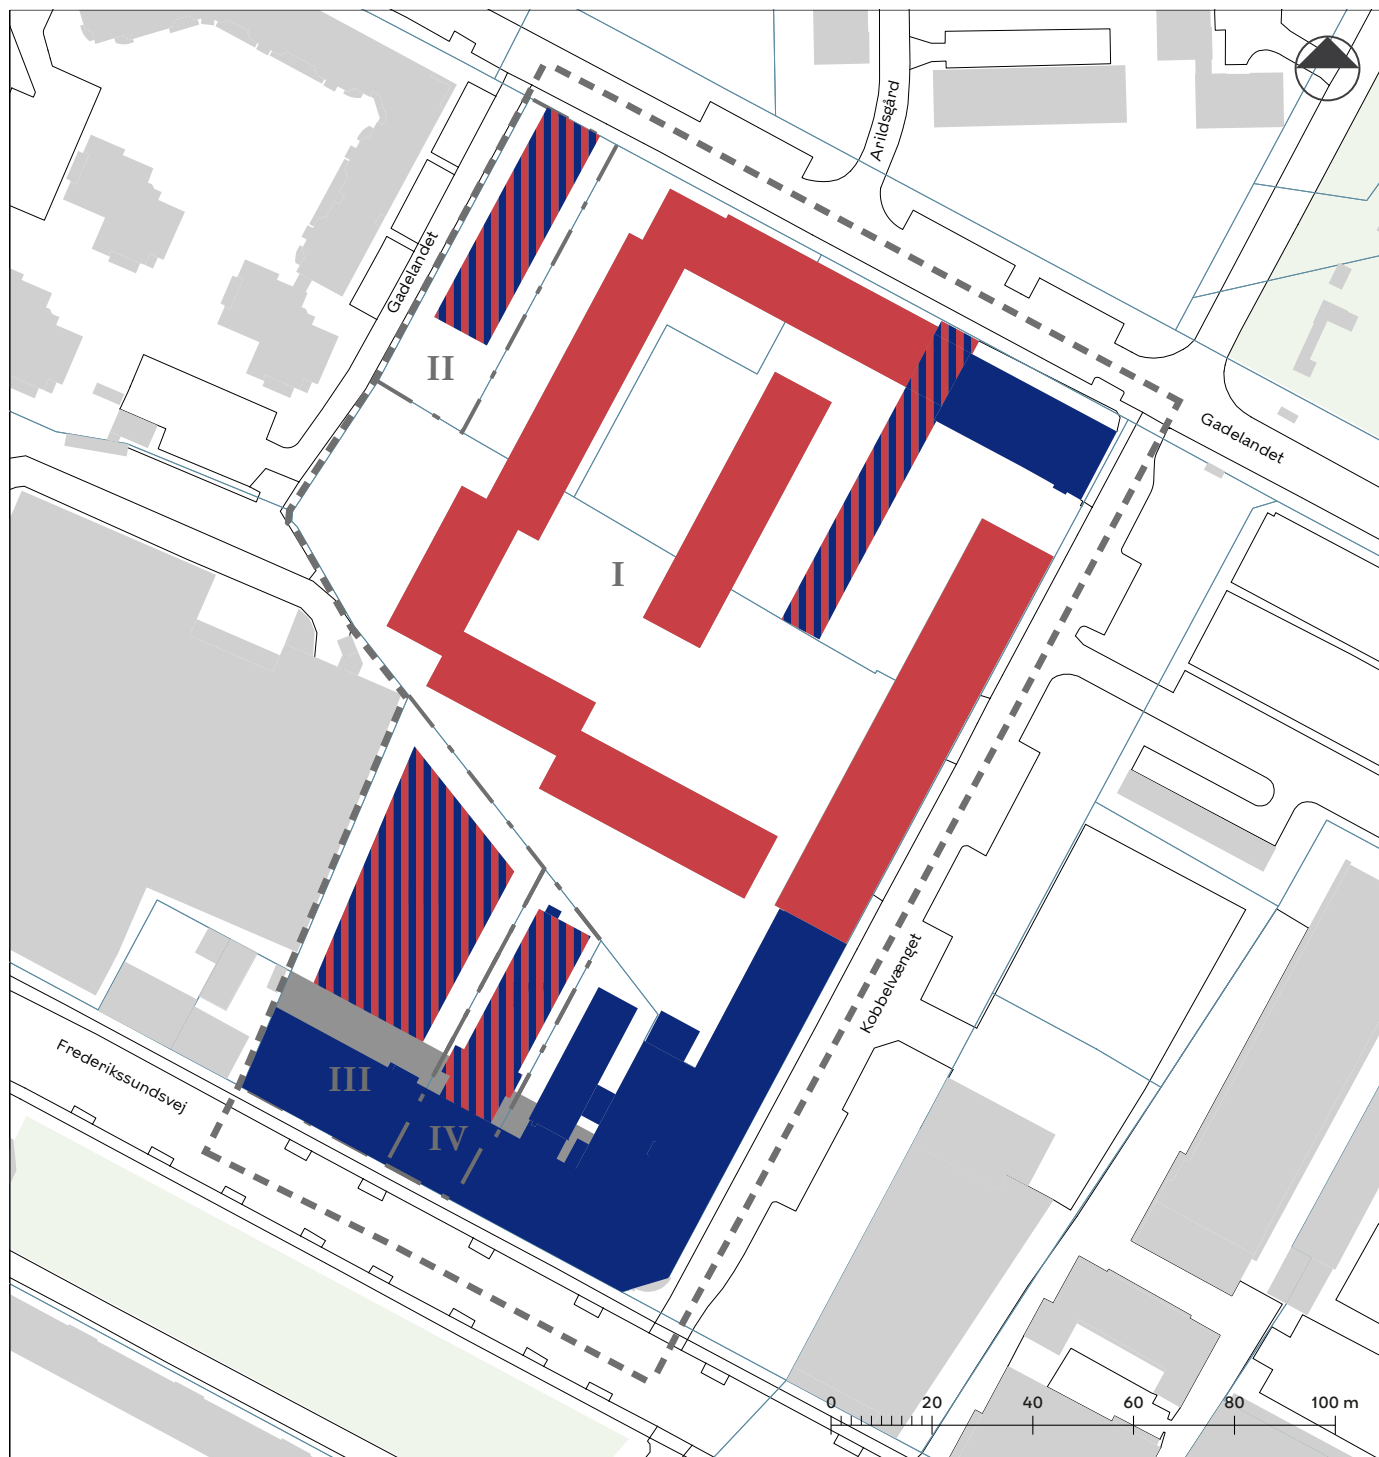 Arildsgård
Gadelandet
II
Gadelandet
I
Kobbelvænget
Frederikssundsvej
III
IV
0 20 40 60 80 100 m